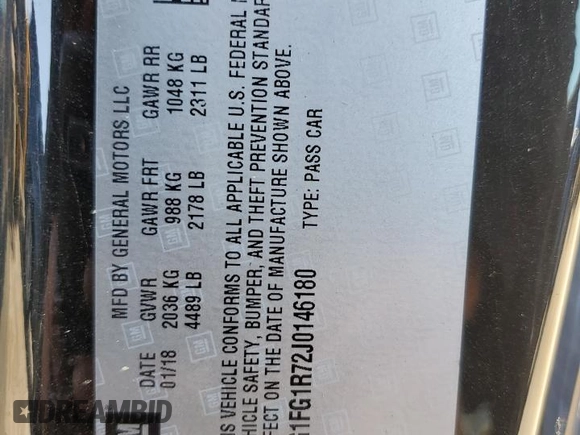 MFD BY GENERAL MOTORS LLC
DATE GVWR GAWR FRT GAWR RR
01/18 2036 KG 988 KG 1048 KG
4489 LB 2178 LB 2311 LB
IS VEHICLE CONFORMS TO ALL APPLICABLE U.S. FEDERAL
HICLE SAFETY, BUMPER, AND THEFT PREVENTION STANDAR
FECT ON THE DATE OF MANUFACTURE SHOWN ABOVE.
1FG1R72J0146180 TYPE: PASS CAR
GM
DREAMBID